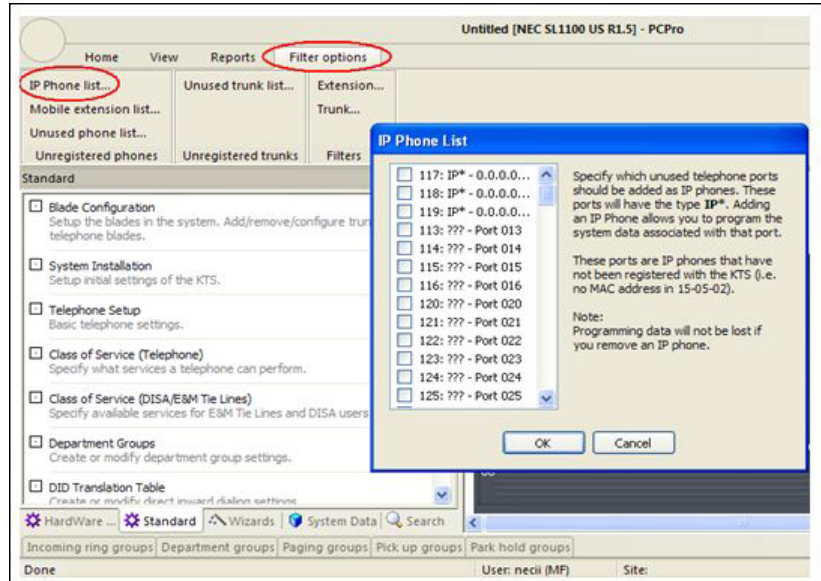 Untitled [NEC SL1100 US R1.5] - PCPro
Home View Reports Filter options
IP Phone list... Unused trunk list... Extension...
Mobile extension list... Trunk...
Unused phone list...
Unregistered phones Unregistered trunks Filters
Standard
Blade Configuration
Setup the blades in the system. Add/remove/configure trun
telephone blades.
System Installation
Setup initial settings of the KTS.
Telephone Setup
Basic telephone settings.
Class of Service (Telephone)
Specify what services a telephone can perform.
Class of Service (DISA/E&M Tie Lines)
Specify available services for E&M Tie Lines and DISA users
Department Groups
Create or modify department group settings.
DID Translation Table
Create or modify direct inward dialing settings
IP Phone List
117: IP* - 0.0.0.0...
118: IP* - 0.0.0.0...
119: IP* - 0.0.0.0...
113: ??? - Port 013
114: ??? - Port 014
115: ??? - Port 015
116: ??? - Port 016
120: ??? - Port 020
121: ??? - Port 021
122: ??? - Port 022
123: ??? - Port 023
124: ??? - Port 024
125: ??? - Port 025
Specify which unused telephone ports
should be added as IP phones. These
ports will have the type IP*. Adding
an IP Phone allows you to program the
system data associated with that port.
These ports are IP phones that have
not been registered with the KTS (i.e.
no MAC address in 15-05-02).
Note:
Programming data will not be lost if
you remove an IP phone.
OK Cancel
HardWare ... Standard Wizards System Data Search
Incoming ring groups Department groups Paging groups Pick up groups Park hold groups
Done User: necii (MF) Site: